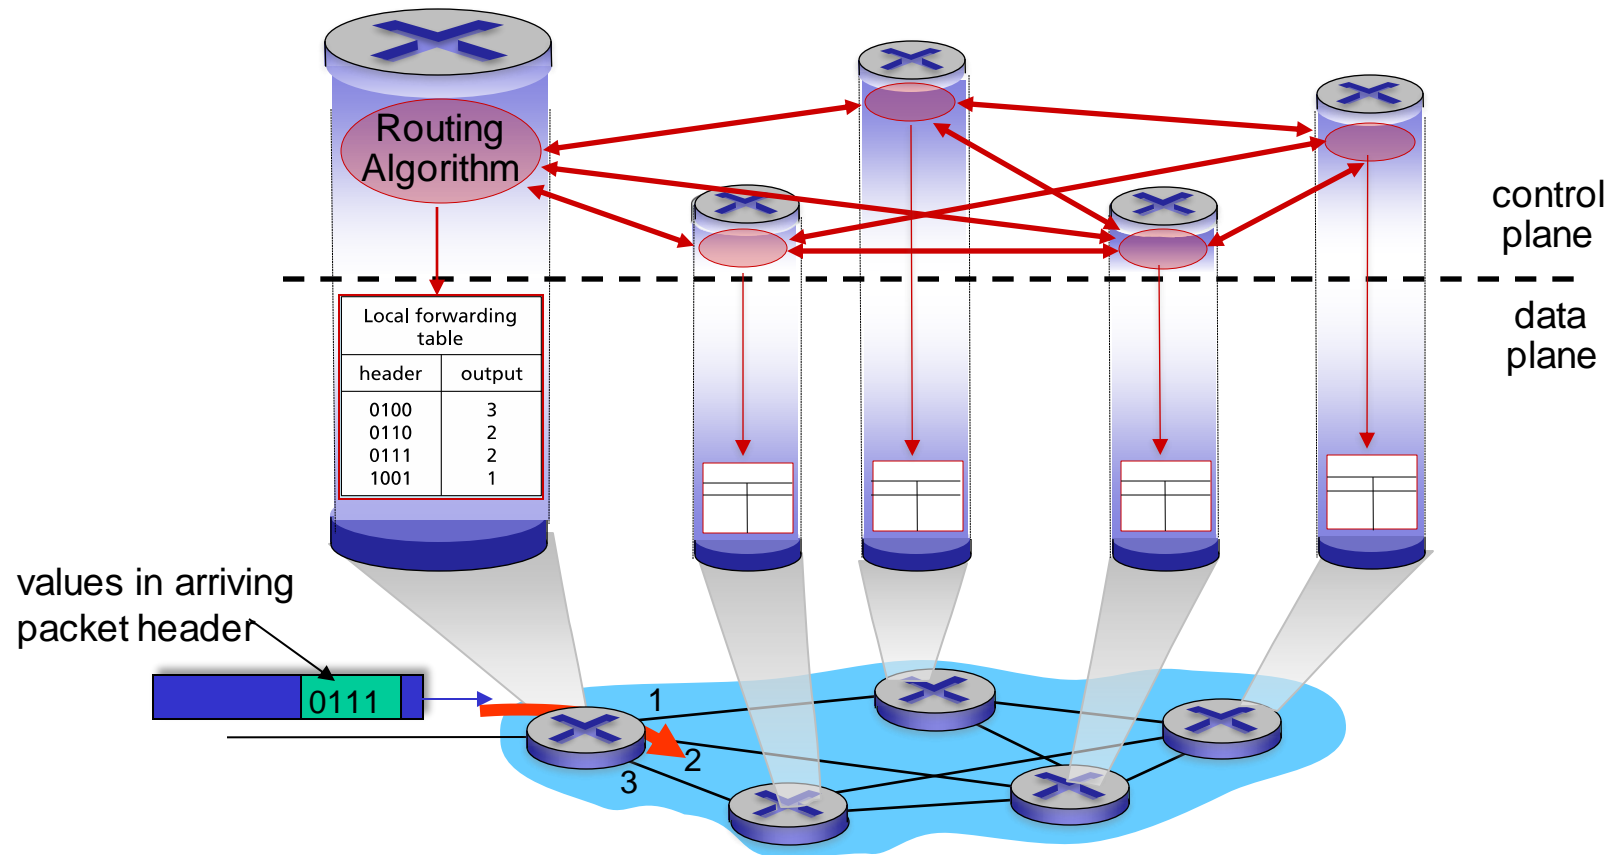 Routing
Algorithm
control
plane
data
plane
Local forwarding
table
header output
0100 3
0110 2
0111 2
1001 1
values in arriving
packet header
0111
1
2
3